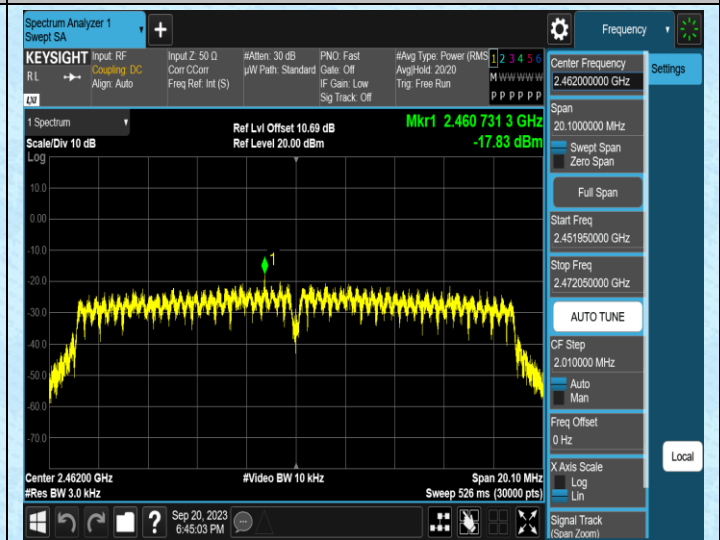 Spectrum Analyzer 1
Swept SA
+
Frequency
KEYSIGHT
RL
LXI
Input: RF
Coupling: DC
Align: Auto
Input Z: 50 Ω
Corr CCorr
Freq Ref: Int (S)
#Atten: 30 dB
µW Path: Standard
PNO: Fast
Gate: Off
IF Gain: Low
Sig Track: Off
#Avg Type: Power (RMS
Avg|Hold: 20/20
Trig: Free Run
1 2 3 4 5 6
M W W W W W
P P P P P P
1 Spectrum
Scale/Div 10 dB
Log
Ref Lvl Offset 10.69 dB
Ref Level 20.00 dBm
Mkr1 2.460 731 3 GHz
-17.83 dBm
10.0
0.00
-10.0
-20.0
-30.0
-40.0
-50.0
-60.0
-70.0
1
Center 2.46200 GHz
#Res BW 3.0 kHz
#Video BW 10 kHz
Span 20.10 MHz
Sweep 526 ms (30000 pts)
Sep 20, 2023
6:45:03 PM
?
Center Frequency
2.462000000 GHz
Span
20.1000000 MHz
Swept Span
Zero Span
Full Span
Start Freq
2.451950000 GHz
Stop Freq
2.472050000 GHz
AUTO TUNE
CF Step
2.010000 MHz
Auto
Man
Freq Offset
0 Hz
X Axis Scale
Log
Lin
Signal Track
(Span Zoom)
Settings
Local